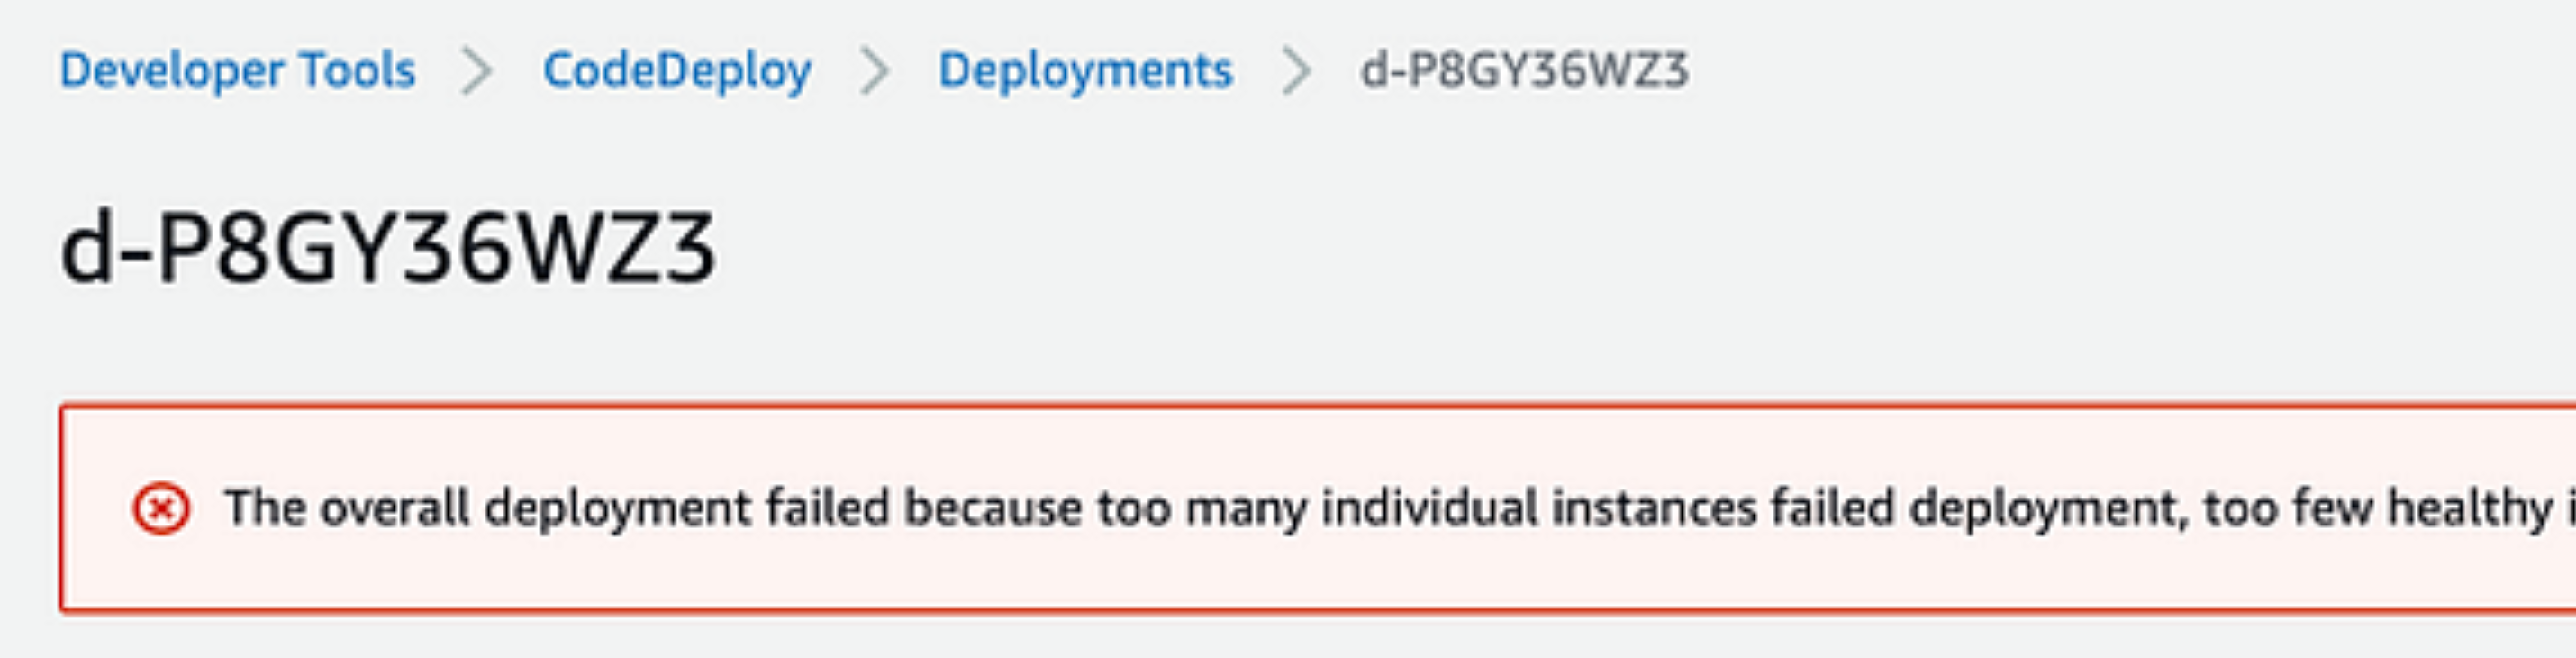 Developer Tools > CodeDeploy > Deployments > d-P8GY36WZ3
d-P8GY36WZ3
The overall deployment failed because too many individual instances failed deployment, too few healthy